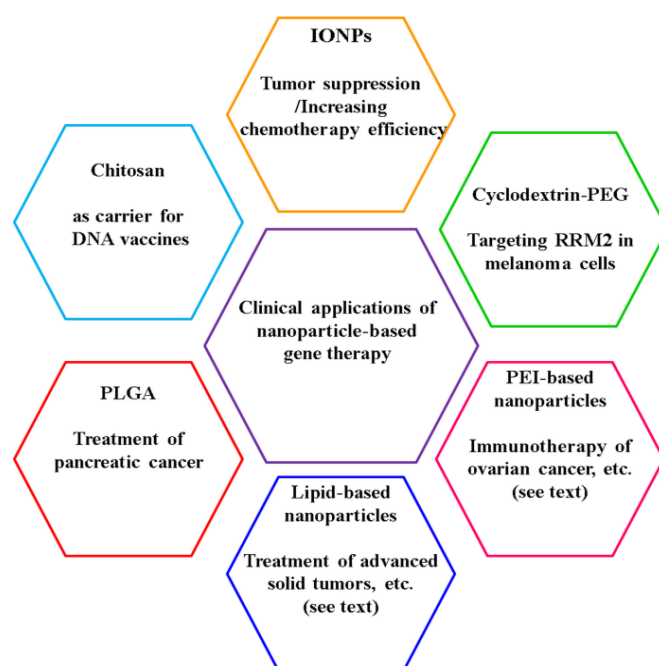 IONPs
Tumor suppression
/Increasing
chemotherapy efficiency
Chitosan
as carrier for
DNA vaccines
Cyclodextrin-PEG
Targeting RRM2 in
melanoma cells
Clinical applications of
nanoparticle-based
gene therapy
PLGA
Treatment of
pancreatic cancer
PEI-based
nanoparticles
Immunotherapy of
ovarian cancer, etc.
(see text)
Lipid-based
nanoparticles
Treatment of advanced
solid tumors, etc.
(see text)